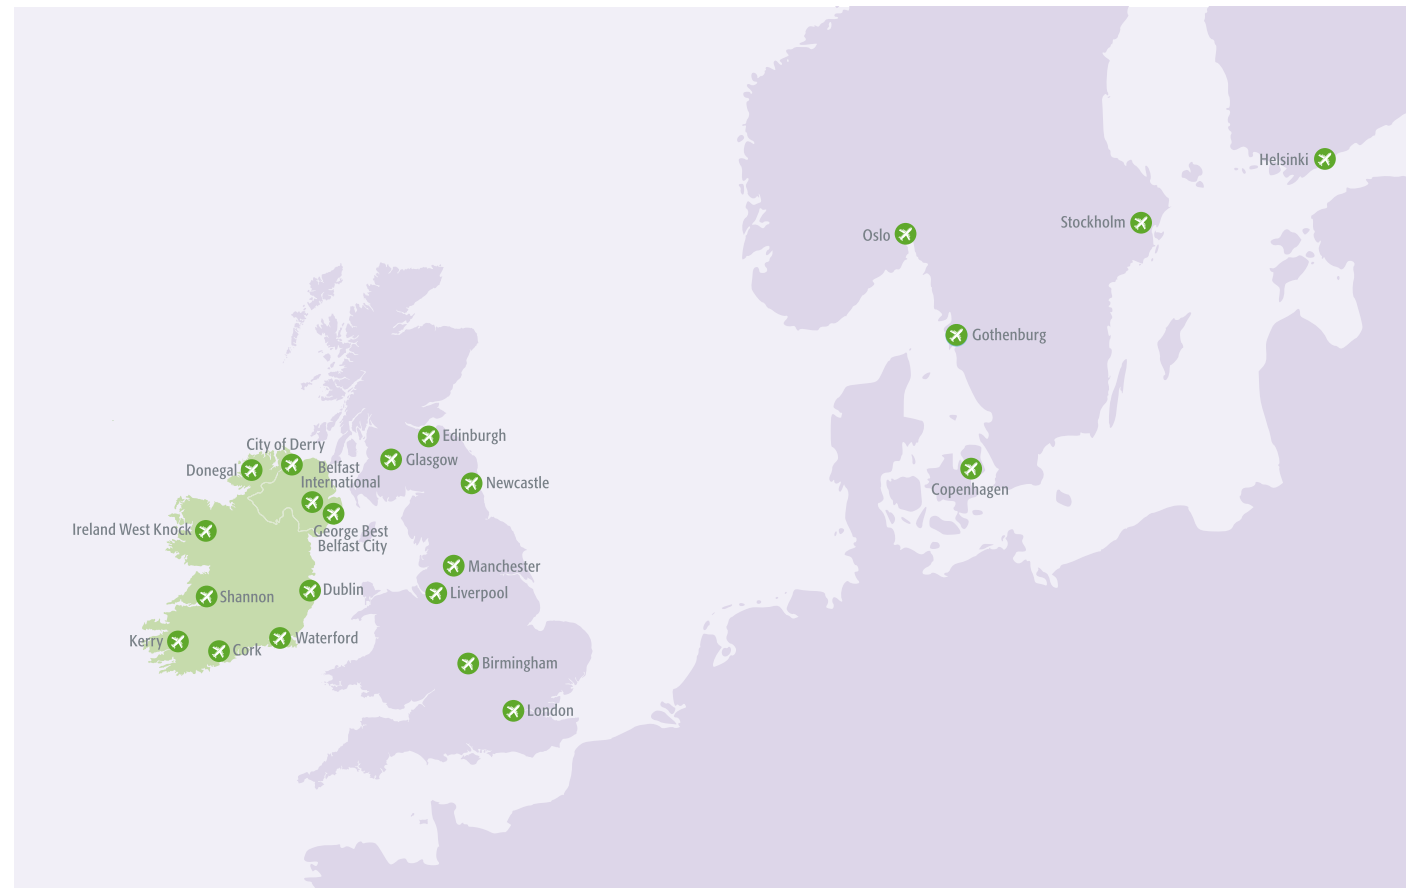 Helsinki
Stockholm
Oslo
Gothenburg
Edinburgh
City of Derry
Glasgow
Donegal
Belfast
International
Newcastle
Copenhagen
Ireland West Knock
George Best
Belfast City
Manchester
Dublin
Liverpool
Shannon
Waterford
Kerry
Cork
Birmingham
London